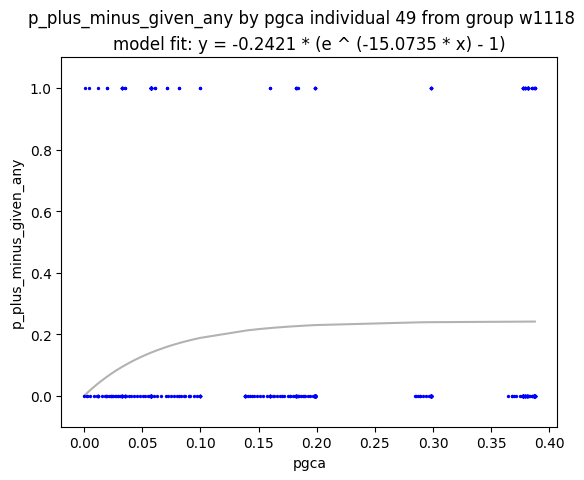 p_plus_minus_given_any by pgca individual 49 from group w1118
model fit: y = -0.2421 * (e ^ (-15.0735 * x) - 1)
1.0
0.8
0.6
0.4
0.2
0.0
p_plus_minus_given_any
0.00 0.05 0.10 0.15 0.20 0.25 0.30 0.35 0.40
pgca